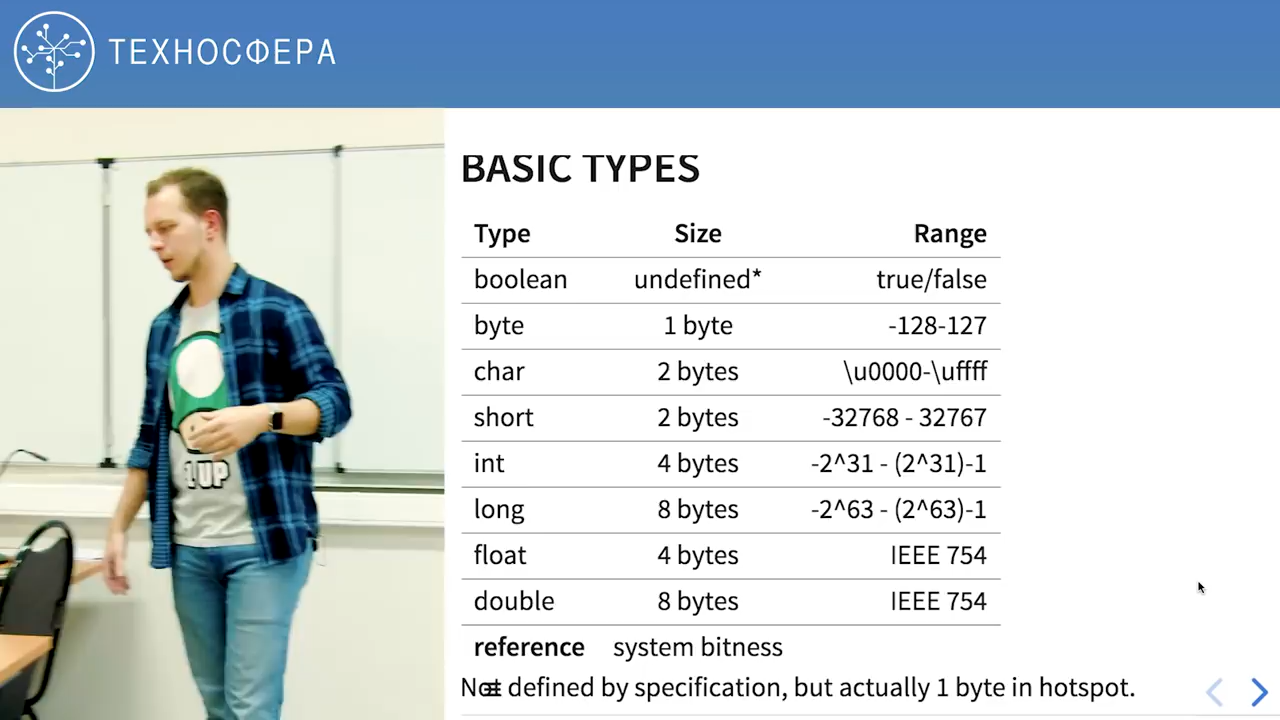 ТЕХНОСФЕРА
BASIC TYPES
Type Size Range
boolean undefined* true/false
byte 1 byte -128-127
char 2 bytes \u0000-\uffff
short 2 bytes -32768 - 32767
int 4 bytes -2^31 - (2^31)-1
long 8 bytes -2^63 - (2^63)-1
float 4 bytes IEEE 754
double 8 bytes IEEE 754
reference system bitness
Not defined by specification, but actually 1 byte in hotspot.
1 UP